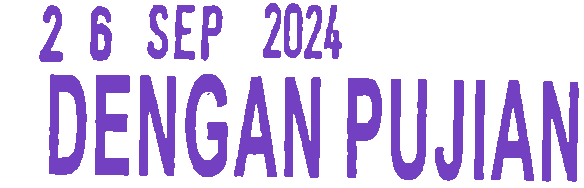 2 6 SEP 2024
DENGAN PUJIAN